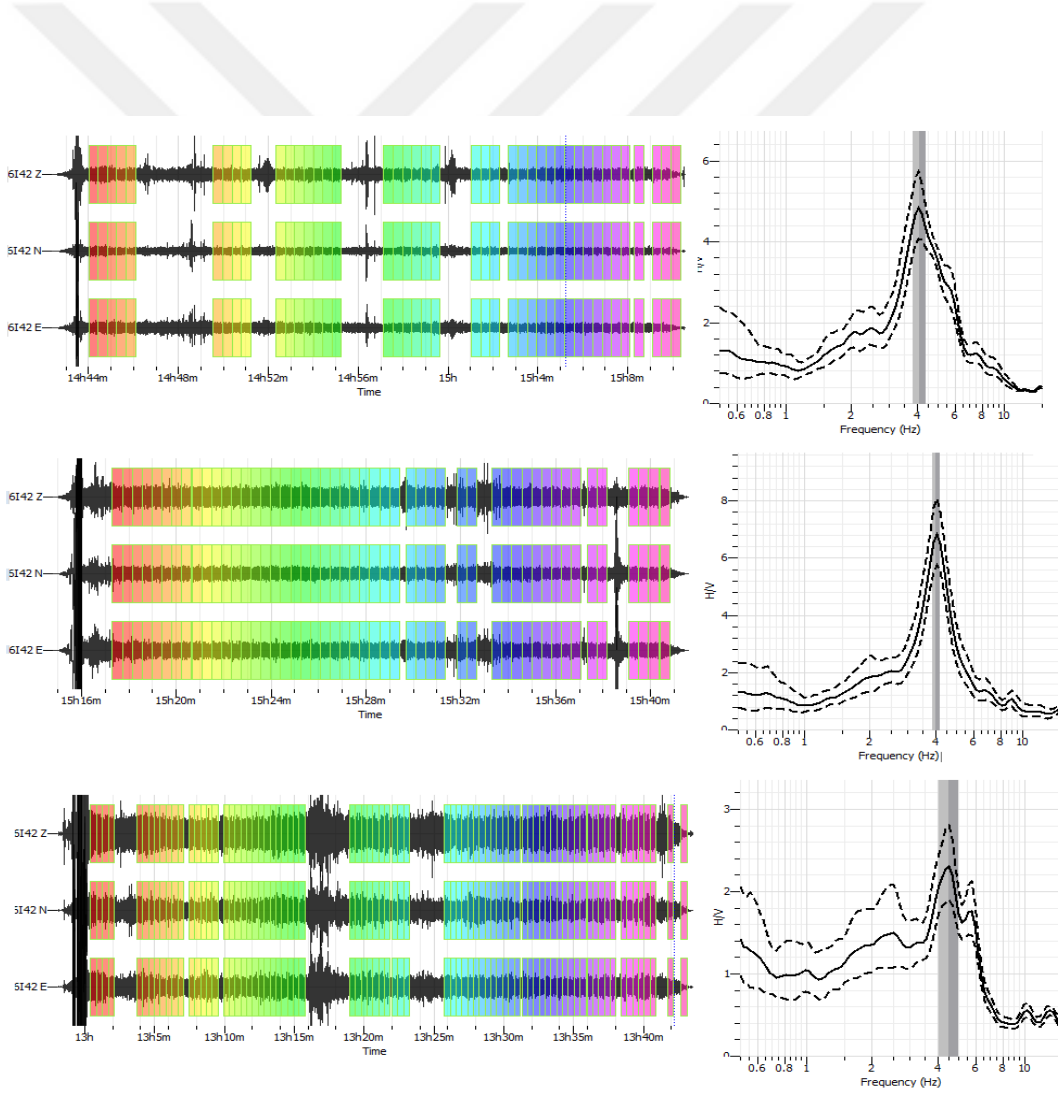 6I42 Z
6I42 N
6I42 E
14h44m 14h48m 14h52m 14h56m 15h 15h4m 15h8m
Time
6
4
2
0
H/V
0.6 0.8 1 2 4 6 8 10
Frequency (Hz)
6I42 Z
6I42 N
6I42 E
15h16m 15h20m 15h24m 15h28m 15h32m 15h36m 15h40m
Time
8
6
4
2
0
H/V
0.6 0.8 1 2 4 6 8 10
Frequency (Hz)
5I42 Z
5I42 N
5I42 E
13h 13h5m 13h10m 13h15m 13h20m 13h25m 13h30m 13h35m 13h40m
Time
3
2
1
0
H/V
0.6 0.8 1 2 4 6 8 10
Frequency (Hz)